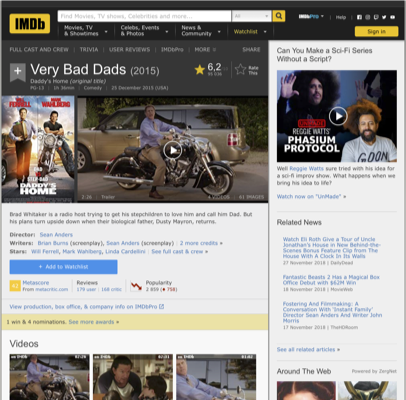 IMDb
Find Movies, TV shows, Celebrities and more...
All
Movies, TV & Showtimes
Celebs, Events & Photos
News & Community
Watchlist
IMDbPro
Help
Sign in
FULL CAST AND CREW | TRIVIA | USER REVIEWS | IMDbPro | MORE
SHARE
Very Bad Dads (2015)
Daddy's Home (original title)
PG-13 | 1h 36min | Comedy | 25 December 2015 (USA)
6,2
Rate This
FERRELL
MARK WAHLBERG
DADDY'S HOME
2:26 | Trailer
61 IMAGES
Brad Whitaker is a radio host trying to get his stepchildren to love him and call him Dad. But his plans turn upside down when their biological father, Dusty Mayron, returns.
Director: Sean Anders
Writers: Brian Burns (screenplay), Sean Anders (screenplay) | 2 more credits »
Stars: Will Ferrell, Mark Wahlberg, Linda Cardellini | See full cast & crew »
+ Add to Watchlist
42
Metascore
From metacritic.com
Reviews
179 user | 168 critic
Popularity
2 859 (758)
View production, box office, & company info on IMDbPro
1 win & 4 nominations. See more awards »
Videos
Can You Make a Sci-Fi Series Without a Script?
REGGIE WATTS'
PHASIUM
PROTOCOL
Well Reggie Watts sure tried with his idea for a sci-fi improv show. What happens when we bring his idea to life?
Watch now on "UnMade" »
Related News
Watch Eli Roth Give a Tour of Uncle Jonathan's House in New Behind-the-Scenes Bonus Feature Clip from The House With A Clock In Its Walls
27 November 2018 | DailyDead
Fantastic Beasts 2 Has a Magical Box Office Debut with $62M Win
18 November 2018 | MovieWeb
Fostering And Filmmaking: A Conversation With 'Instant Family' Director Sean Anders And Writer John Morris
17 November 2018 | TheHDRoom
See all related articles »
Around The Web
Powered by ZergNet